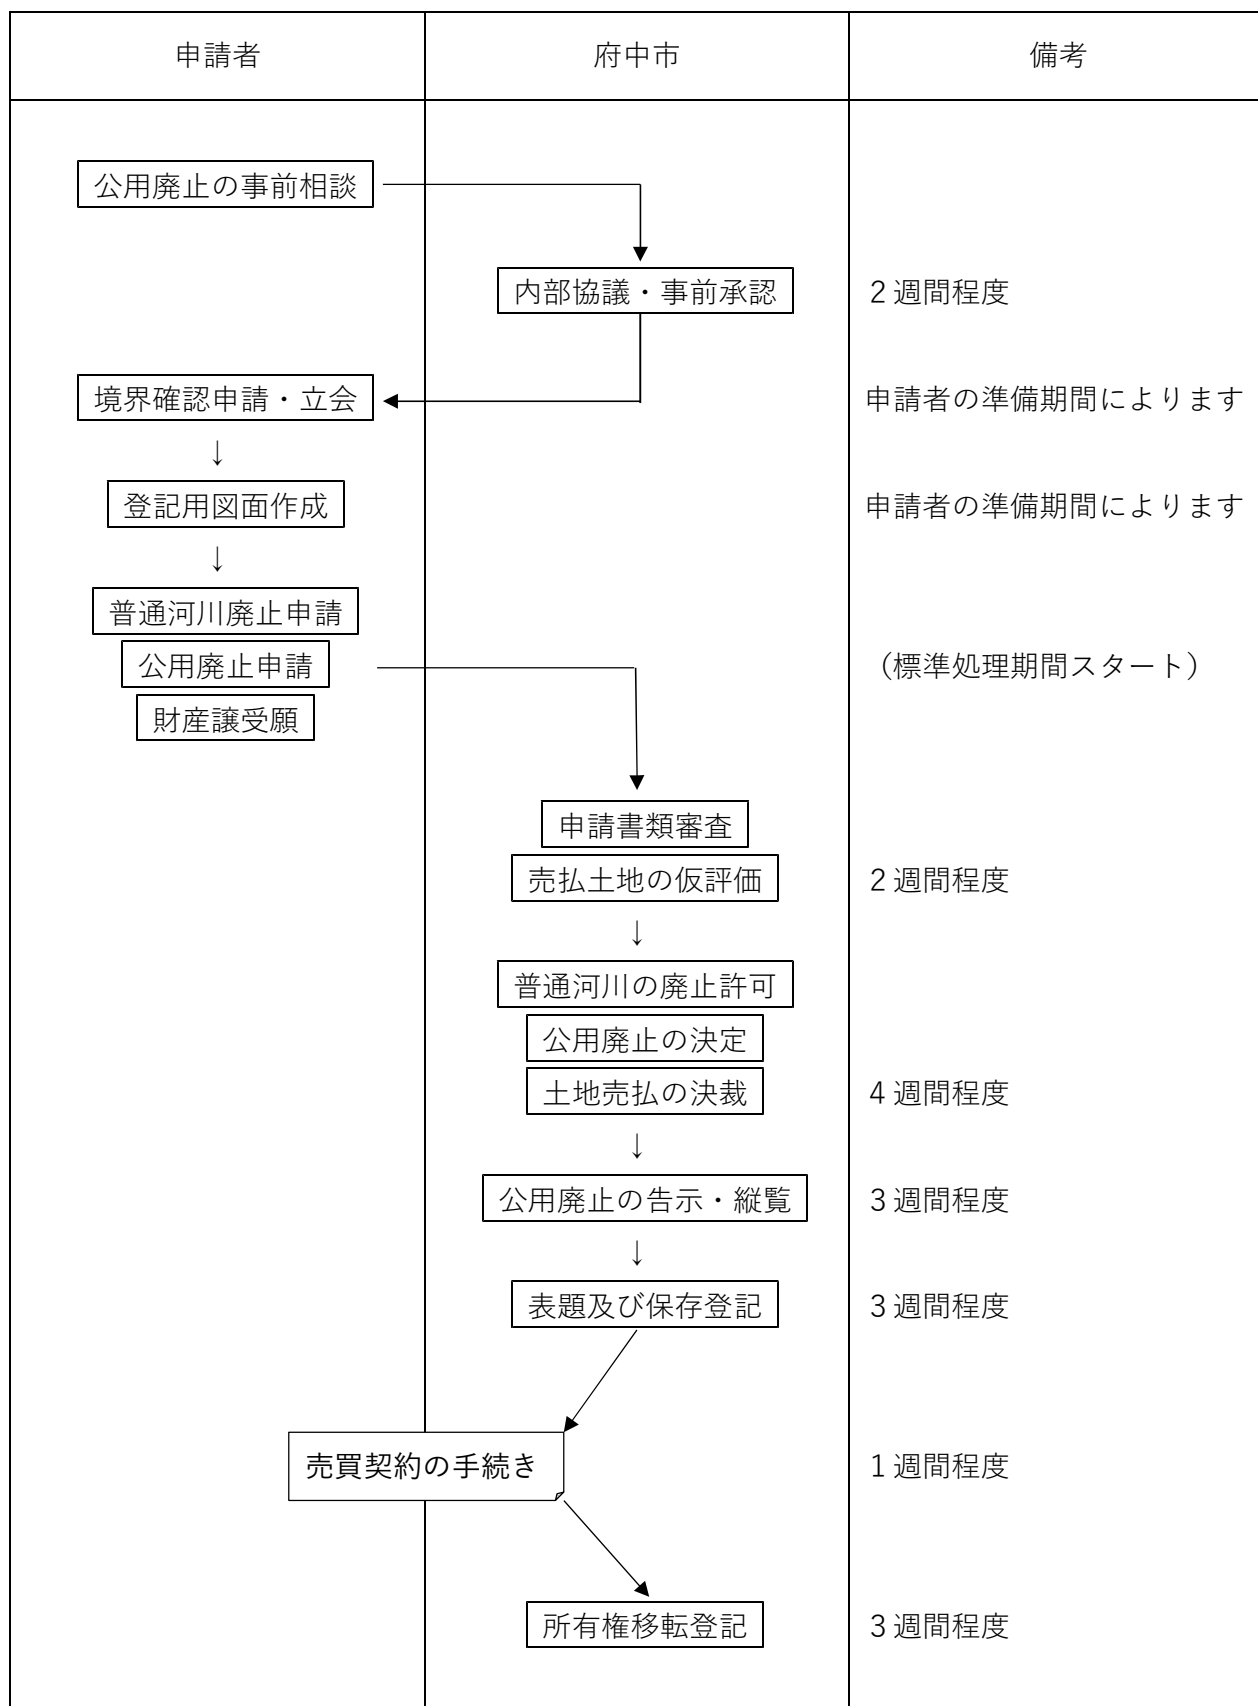 申請者
府中市
備考
公用廃止の事前相談
内部協議・事前承認
2 週間程度
境界確認申請・立会
申請者の準備期間によります
↓
登記用図面作成
申請者の準備期間によります
↓
普通河川廃止申請
公用廃止申請
（標準処理期間スタート）
財産譲受願
申請書類審査
売払土地の仮評価
2 週間程度
↓
普通河川の廃止許可
公用廃止の決定
土地売払の決裁
4 週間程度
↓
公用廃止の告示・縦覧
3 週間程度
↓
表題及び保存登記
3 週間程度
売買契約の手続き
1 週間程度
所有権移転登記
3 週間程度